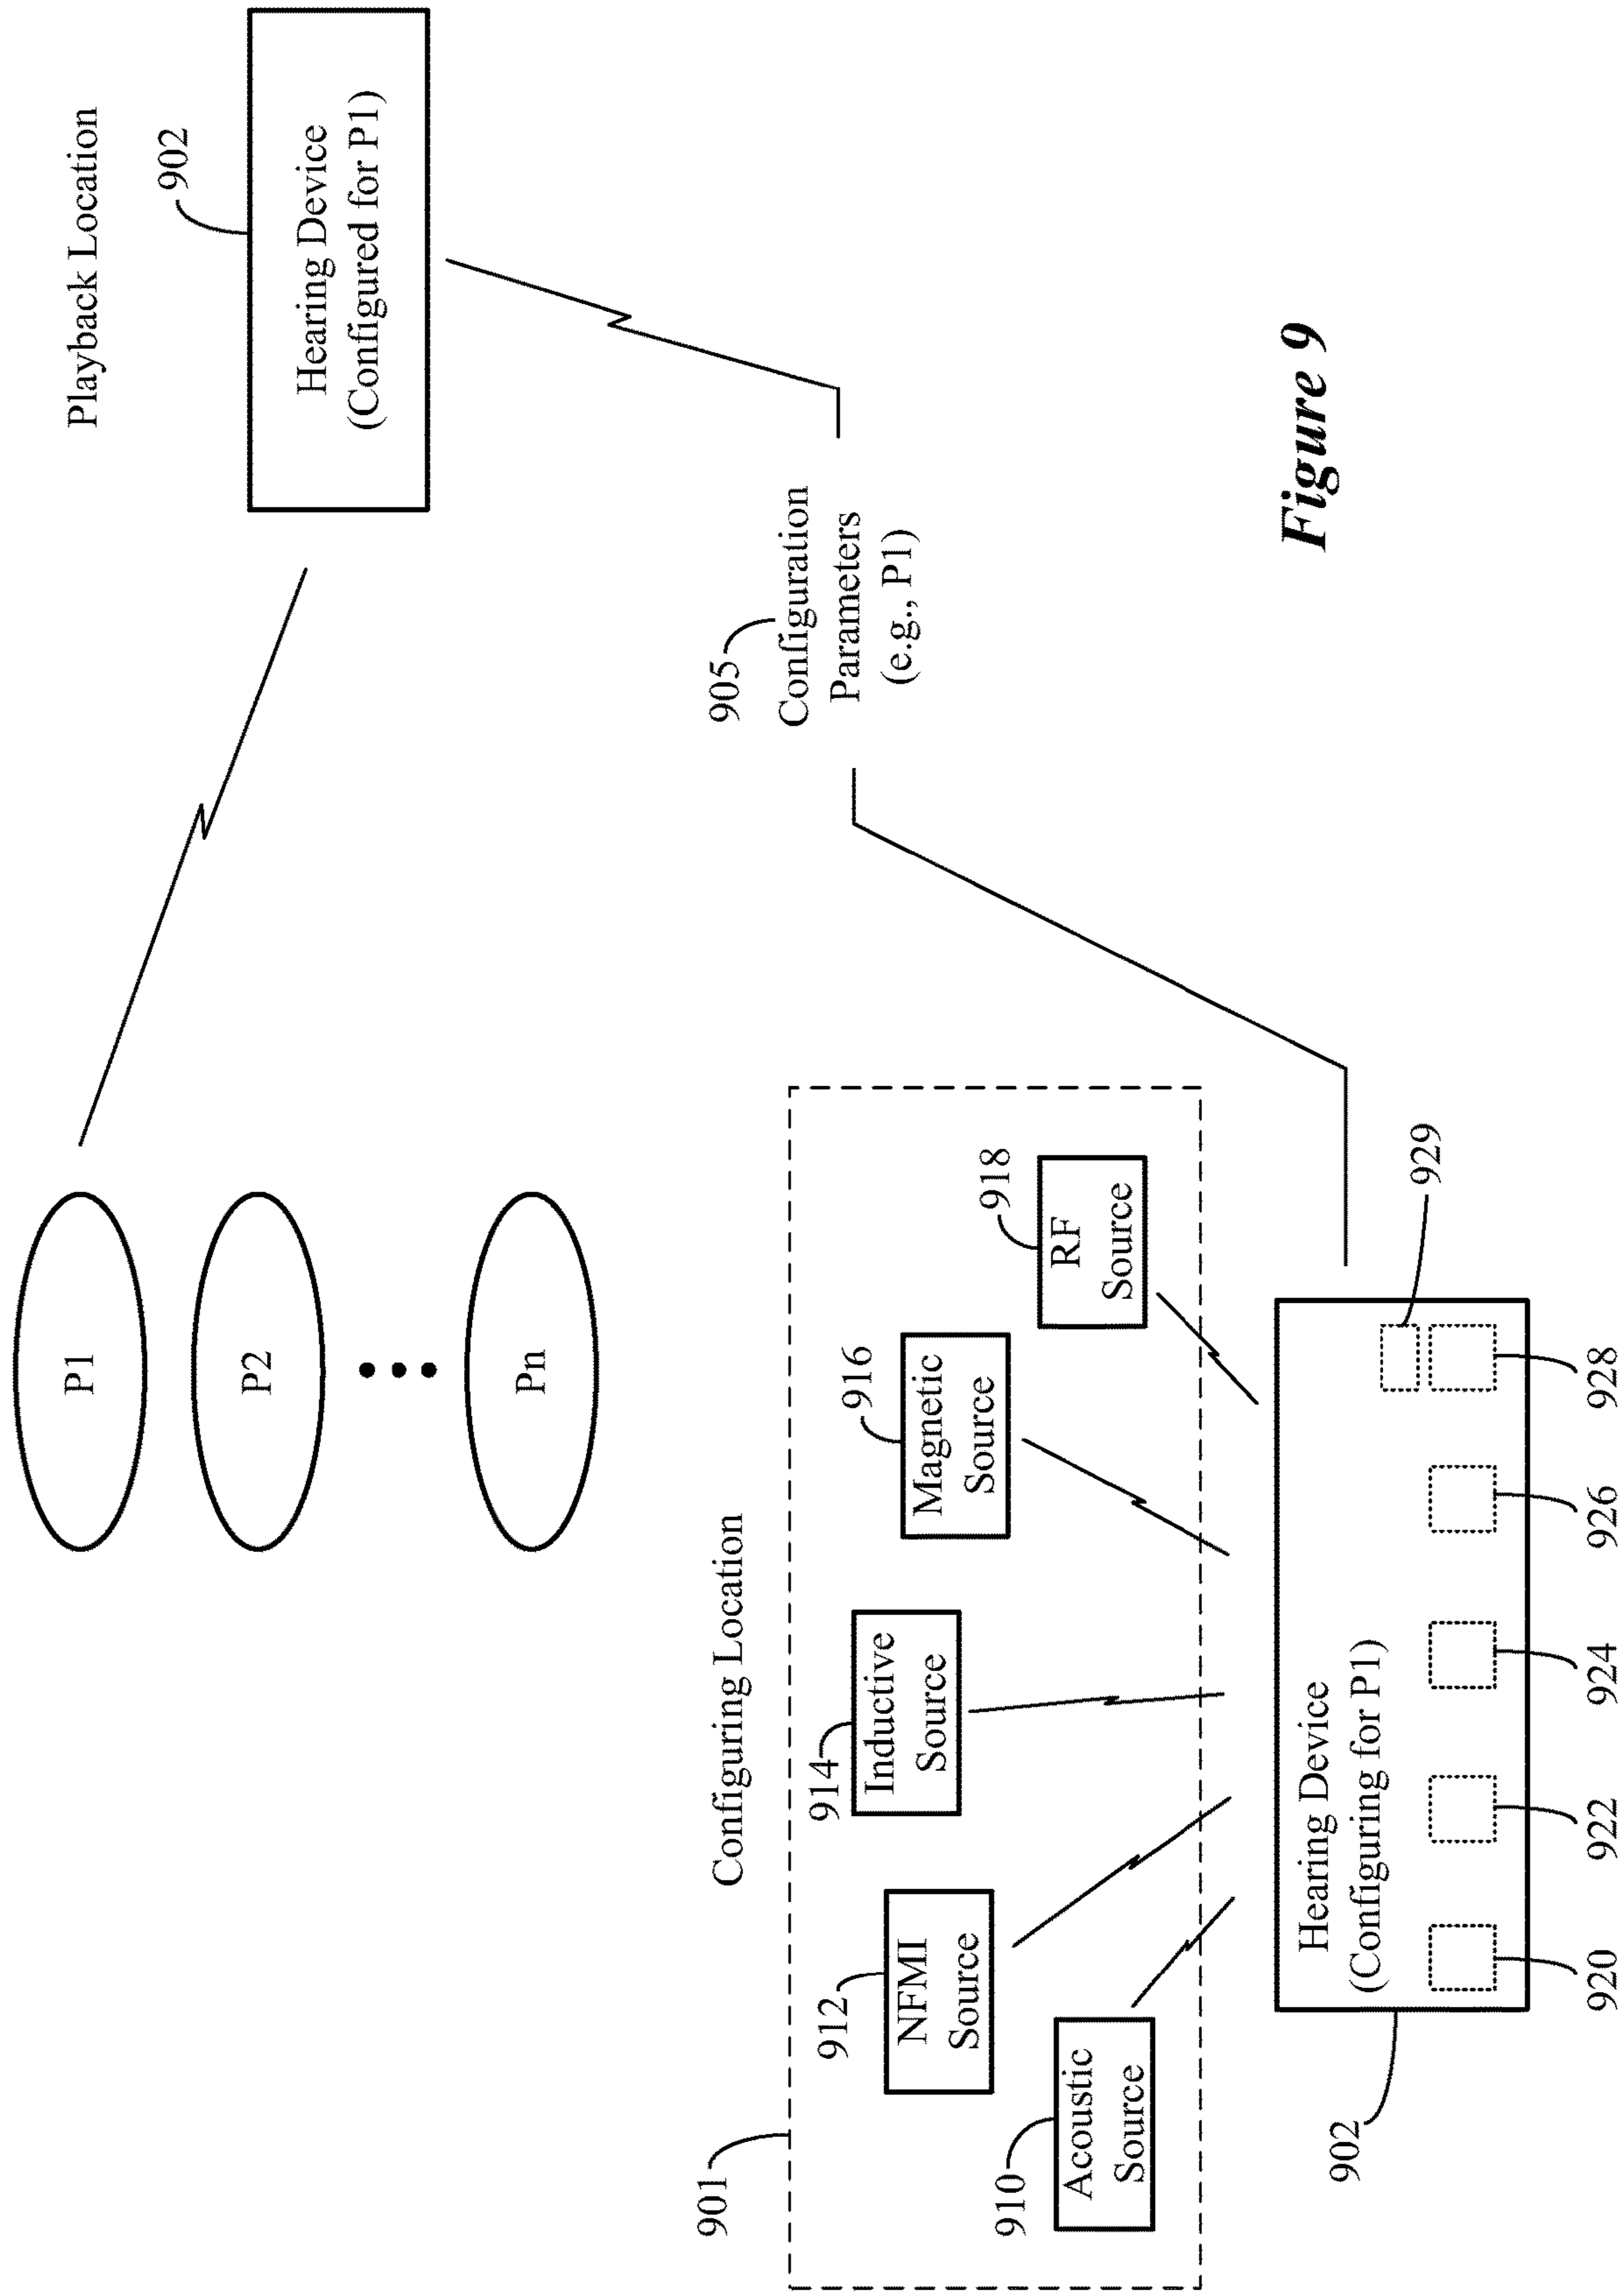 Playback Location
P1
P2
Pn
902
Hearing Device
(Configured for P1)
905
Configuration
Parameters
(e.g., P1)
Configuring Location
901
910
Acoustic
Source
912
NFMI
Source
914
Inductive
Source
916
Magnetic
Source
918
RF
Source
902
Hearing Device
(Configuring for P1)
920
922
924
926
928
929
Figure 9